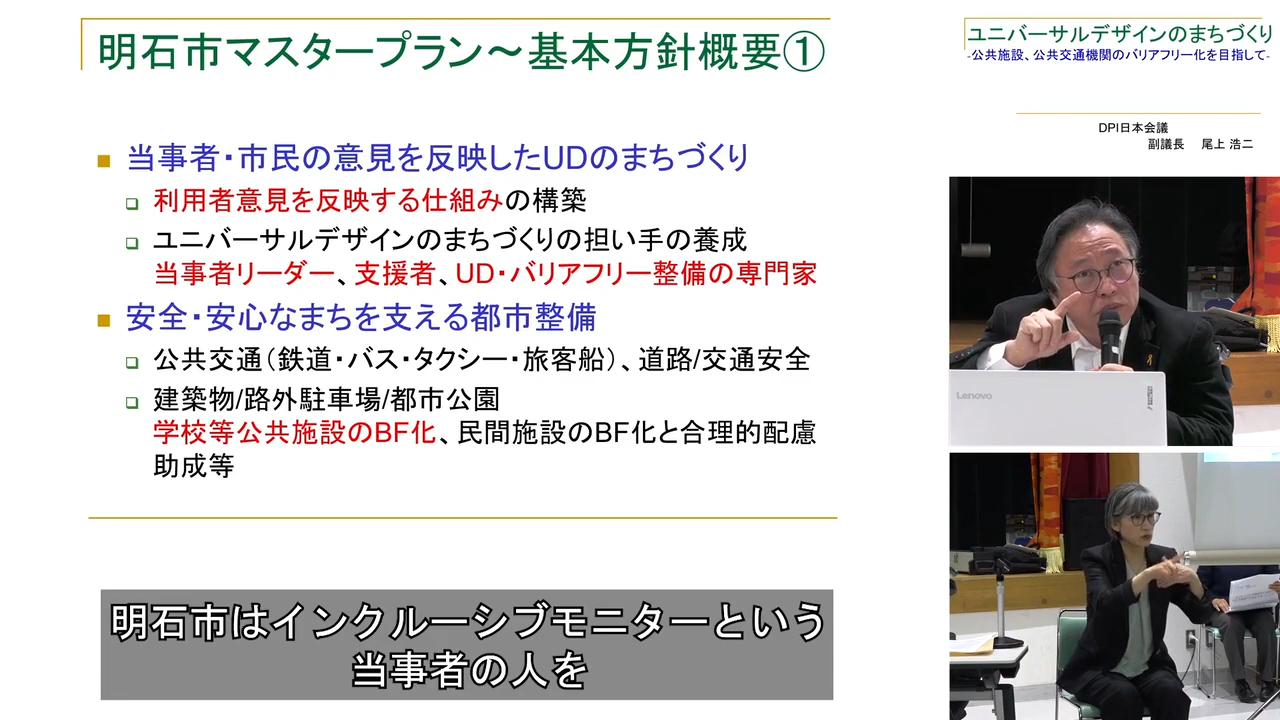 明石市マスタープラン～基本方針概要①
■ 当事者・市民の意見を反映したUDのまちづくり
❑ 利用者意見を反映する仕組みの構築
❑ ユニバーサルデザインのまちづくりの担い手の養成
当事者リーダー、支援者、UD・バリアフリー整備の専門家
■ 安全・安心なまちを支える都市整備
❑ 公共交通（鉄道・バス・タクシー・旅客船）、道路/交通安全
❑ 建築物/路外駐車場/都市公園
学校等公共施設のBF化、民間施設のBF化と合理的配慮
助成等
明石市はインクルーシブモニターという
当事者の人を
ユニバーサルデザインのまちづくり
-公共施設、公共交通機関のバリアフリー化を目指して-
DPI日本会議
副議長　尾上 浩二
Lenovo